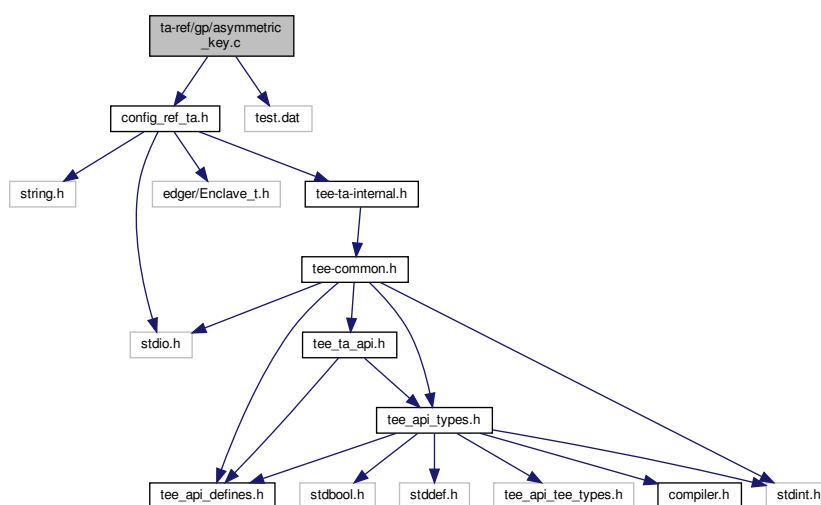 ta-ref/gp/asymmetric
_key.c
config_ref_ta.h
test.dat
string.h
edger/Enclave_t.h
tee-ta-internal.h
tee-common.h
stdio.h
tee_ta_api.h
tee_api_types.h
tee_api_defines.h
stdbool.h
stddef.h
tee_api_tee_types.h
compiler.h
stdint.h